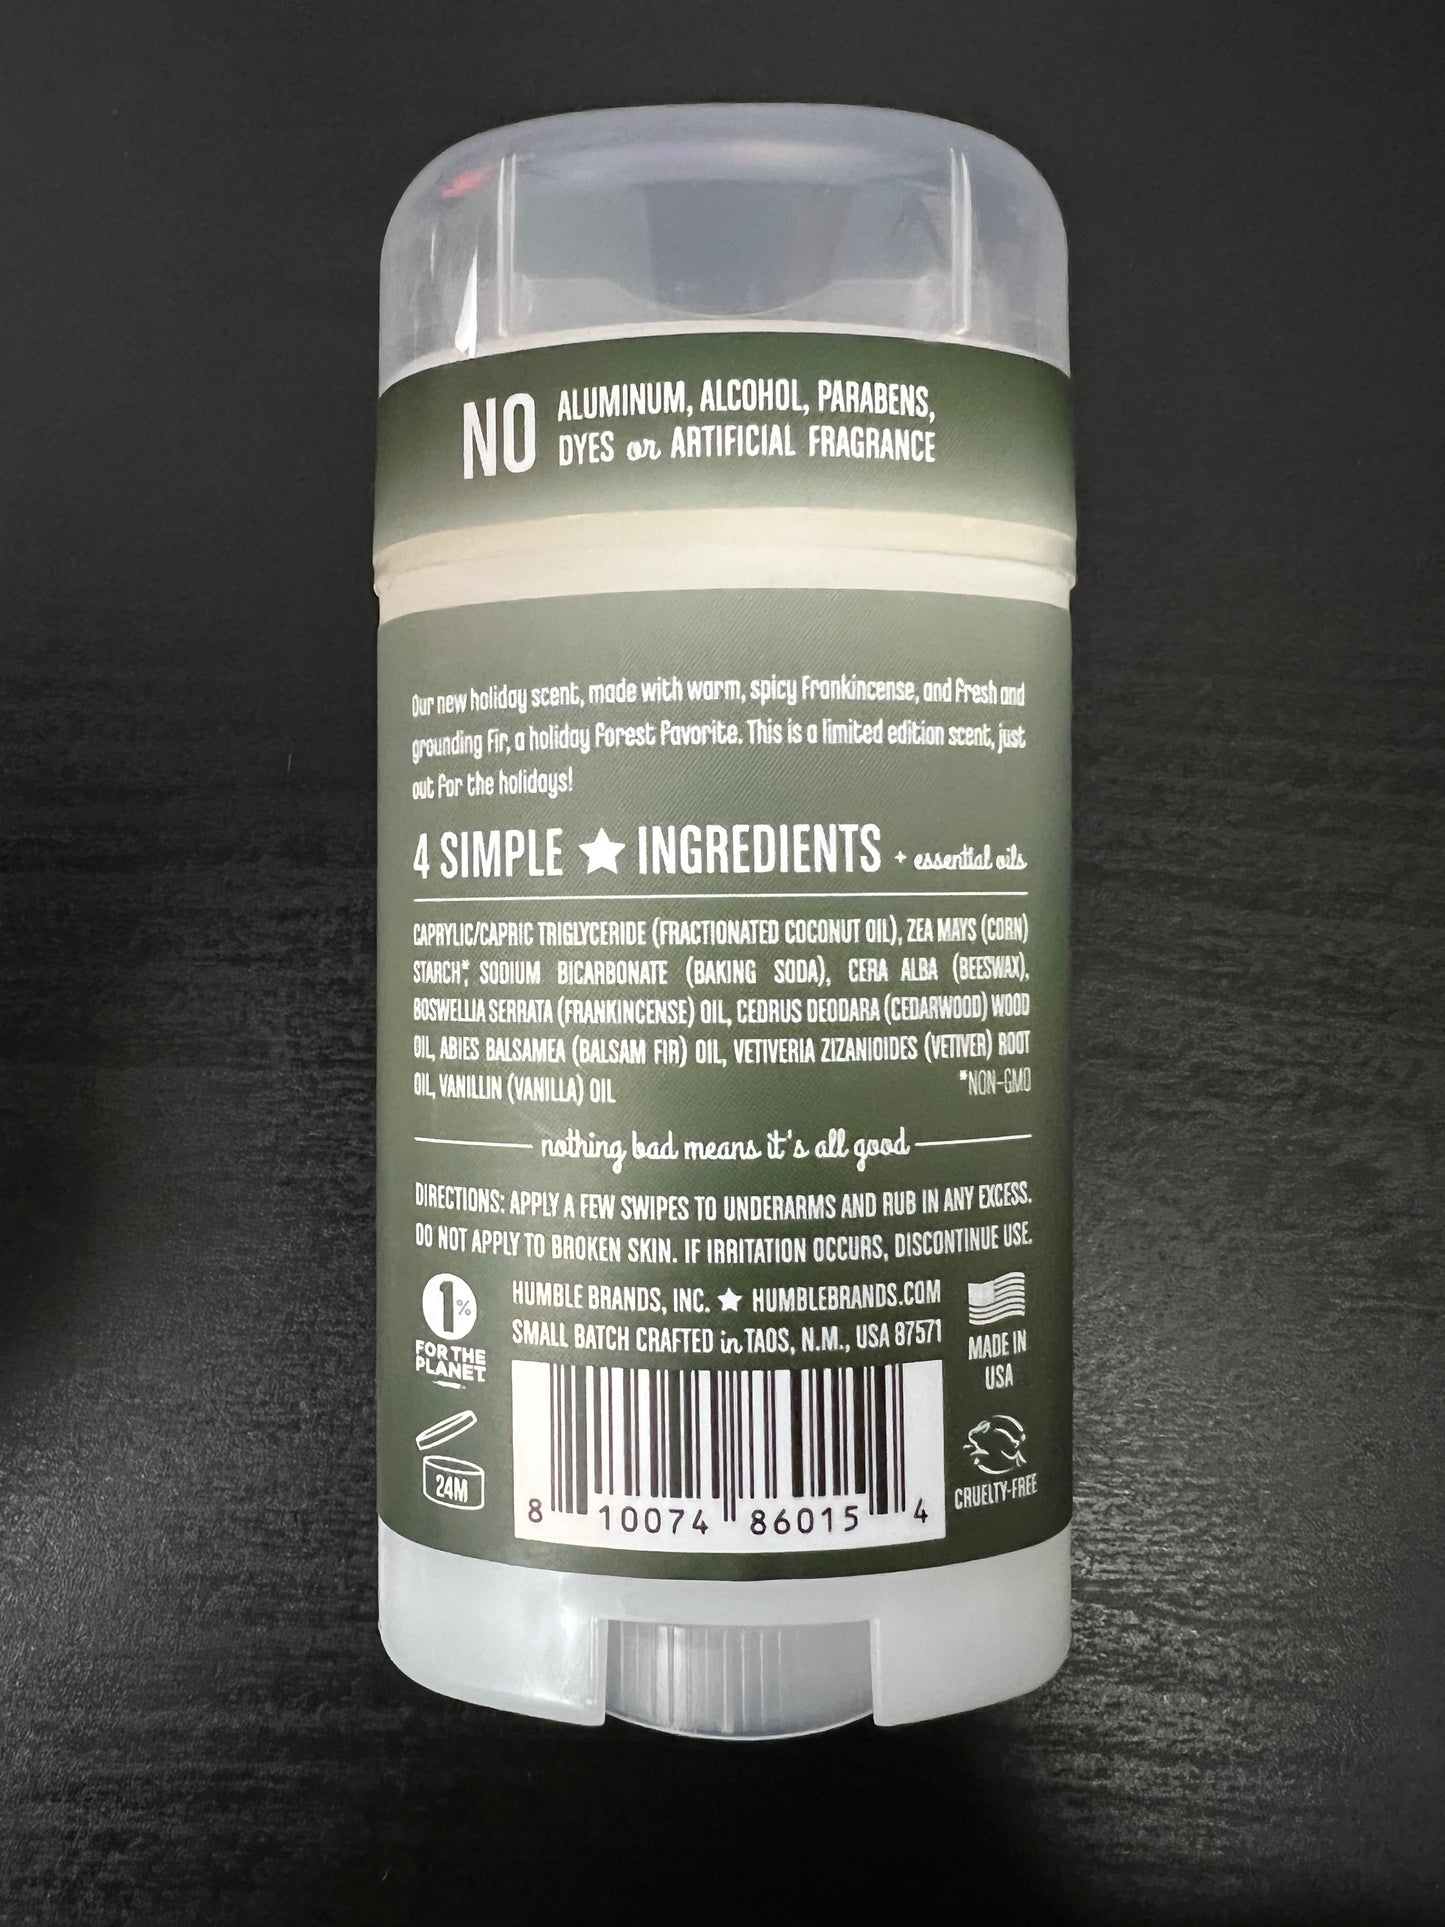 NO ALUMINUM, ALCOHOL, PARABENS,
DYES or ARTIFICIAL FRAGRANCE
Our new holiday scent, made with warm, spicy Frankincense, and fresh and
grounding Fir, a holiday forest favorite. This is a limited edition scent, just
out for the holidays!
4 SIMPLE ★ INGREDIENTS + essential oils
CAPRYLIC/CAPRIC TRIGLYCERIDE (FRACTIONATED COCONUT OIL), ZEA MAYS (CORN)
STARCH*, SODIUM BICARBONATE (BAKING SODA), CERA ALBA (BEESWAX),
BOSWELLIA SERRATA (FRANKINCENSE) OIL, CEDRUS DEODARA (CEDARWOOD) WOOD
OIL, ABIES BALSAMEA (BALSAM FIR) OIL, VETIVERIA ZIZANIOIDES (VETIVER) ROOT
OIL, VANILLIN (VANILLA) OIL *NON-GMO
nothing bad means it's all good
DIRECTIONS: APPLY A FEW SWIPES TO UNDERARMS AND RUB IN ANY EXCESS.
DO NOT APPLY TO BROKEN SKIN. IF IRRITATION OCCURS, DISCONTINUE USE.
HUMBLE BRANDS, INC. ★ HUMBLEBRANDS.COM
SMALL BATCH CRAFTED in TAOS, N.M., USA 87571
1%
FOR THE
PLANET
24M
8 10074 86015 4
MADE IN
USA
CRUELTY-FREE